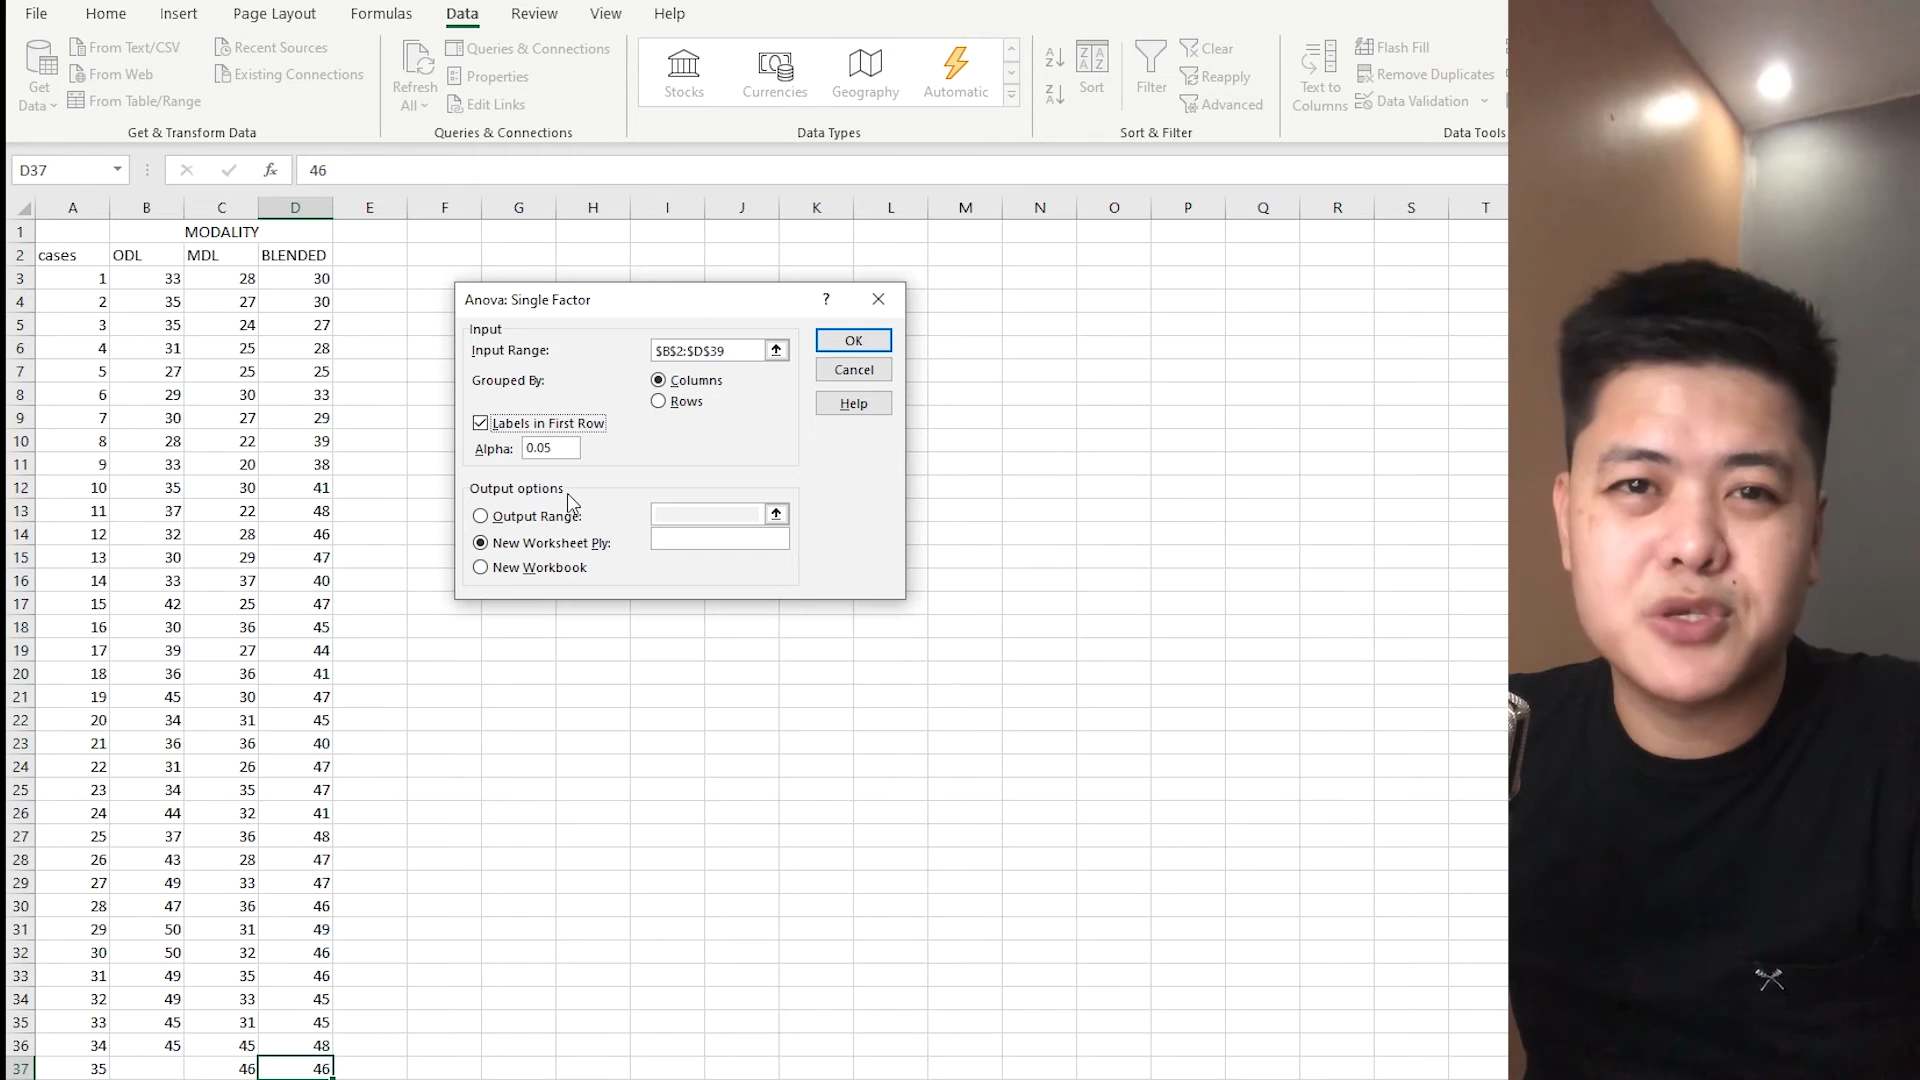 File Home Insert Page Layout Formulas Data Review View Help
Get Data
From Text/CSV
From Web
From Table/Range
Recent Sources
Existing Connections
Get & Transform Data
Refresh All
Queries & Connections
Properties
Edit Links
Queries & Connections
Stocks Currencies Geography Automatic
Data Types
A Z
Z A
Z A A Z
Sort
Filter
Clear
Reapply
Advanced
Sort & Filter
Text to Columns
Flash Fill
Remove Duplicates
Data Validation
Data Tools
D37 fx 46
A B C D E F G H I J K L M N O P Q R S T
1 MODALITY
2 cases ODL MDL BLENDED
3 1 33 28 30
4 2 35 27 30
5 3 35 24 27
6 4 31 25 28
7 5 27 25 25
8 6 29 30 33
9 7 30 27 29
10 8 28 22 39
11 9 33 20 38
12 10 35 30 41
13 11 37 22 48
14 12 32 28 46
15 13 30 29 47
16 14 33 37 40
17 15 42 25 47
18 16 30 36 45
19 17 39 27 44
20 18 36 36 41
21 19 45 30 47
22 20 34 31 45
23 21 36 36 40
24 22 31 26 47
25 23 34 35 47
26 24 44 32 41
27 25 37 36 48
28 26 43 28 47
29 27 49 33 47
30 28 47 36 46
31 29 50 31 49
32 30 50 32 46
33 31 49 35 46
34 32 49 33 45
35 33 45 31 45
36 34 45 45 48
37 35 46 46
Anova: Single Factor ?
Input
Input Range: $B$2:$D$39
Grouped By: Columns
Rows
Labels in First Row
Alpha: 0.05
Output options
Output Range:
New Worksheet Ply:
New Workbook
OK
Cancel
Help